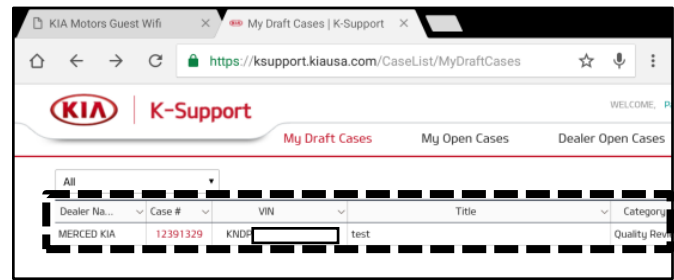 KIA Motors Guest Wifi
My Draft Cases | K-Support
https://ksupport.kiausa.com/CaseList/MyDraftCases
KIA K-Support
WELCOME,
My Draft Cases My Open Cases Dealer Open Cases
All
Dealer Na... Case # VIN Title Category
MERCED KIA 12391329 KNDP test Quality